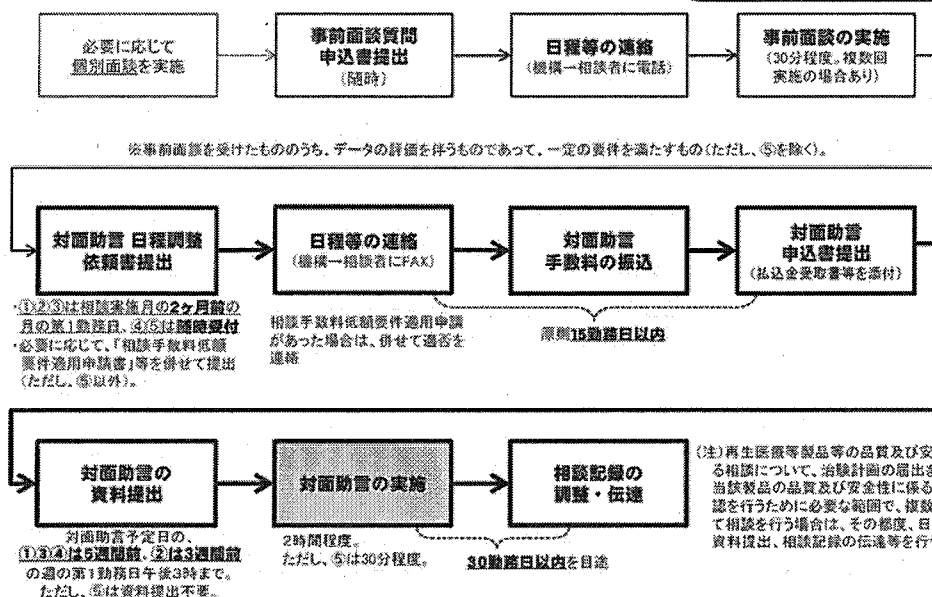 必要に応じて
個別面談を実施
事前面談質問
申込書提出
(随時)
日程等の連絡
(機構→相談者に電話)
事前面談の実施
(30分程度。複数回
実施の場合あり)
※事前面談を受けたもののうち、データの評価を伴うものであって、一定の要件を満たすもの(ただし、⑤を除く)。
対面助言 日程調整
依頼書提出
日程等の連絡
(機構→相談者にFAX)
対面助言
手数料の振込
対面助言
申込書提出
(払込金受取書等を添付)
・①②③は相談実施月の2ヶ月前の
月の第1勤務日、④⑤は随時受付
・必要に応じて、「相談手数料低額
要件適用申請書」等を併せて提出
(ただし、⑤以外)。
相談手数料低額要件適用申請
があった場合は、併せて適否を
連絡
原則15勤務日以内
対面助言の
資料提出
対面助言の実施
相談記録の
調整・伝達
(注)再生医療等製品等の品質及び安
る相談について、治験計画の届出ま
当該製品の品質及び安全性に係る
認を行うために必要な範囲で、複数
て相談を行う場合は、その都度、日
資料提出、相談記録の伝達等を行
対面助言予定日の、
①③④は5週間前、②は3週間前
の週の第1勤務日午後3時まで。
ただし、⑤は資料提出不要。
2時間程度。
ただし、⑤は30分程度。
30勤務日以内を目途